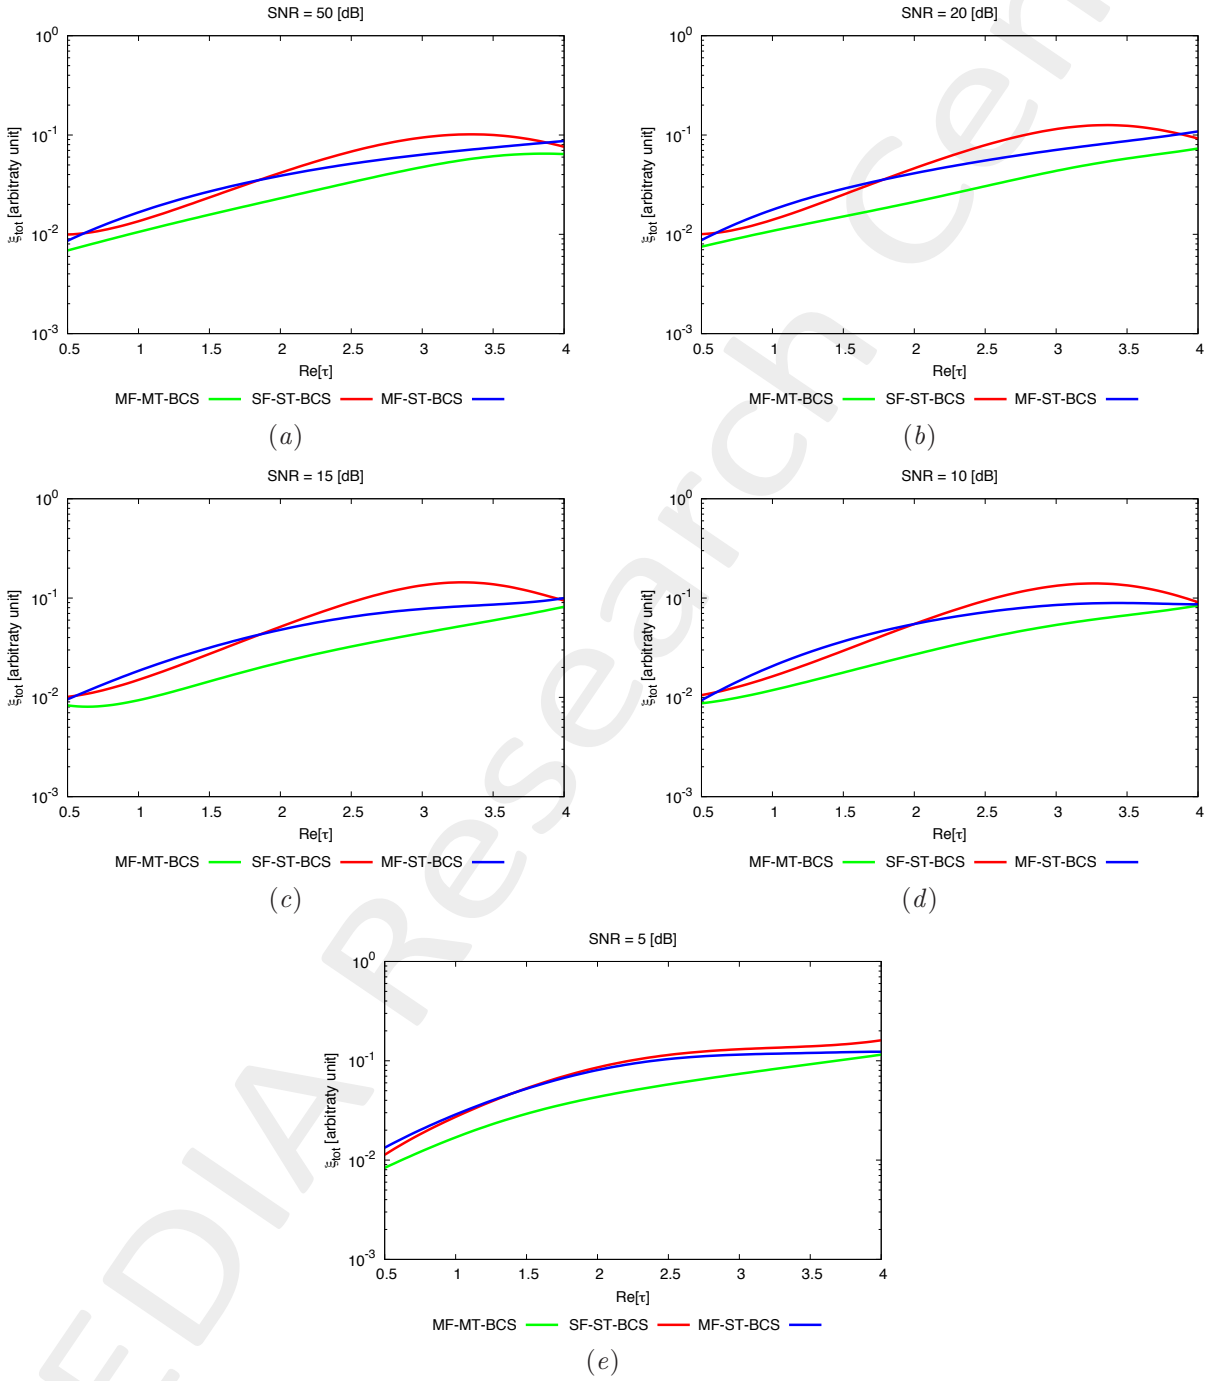 SNR = 50 [dB]
ξtot [arbitraty unit]
10^0
10^-1
10^-2
10^-3
0.5 1 1.5 2 2.5 3 3.5 4
Re[τ]
MF-MT-BCS SF-ST-BCS MF-ST-BCS
(a)
SNR = 20 [dB]
ξtot [arbitraty unit]
10^0
10^-1
10^-2
10^-3
0.5 1 1.5 2 2.5 3 3.5 4
Re[τ]
MF-MT-BCS SF-ST-BCS MF-ST-BCS
(b)
SNR = 15 [dB]
ξtot [arbitraty unit]
10^0
10^-1
10^-2
10^-3
0.5 1 1.5 2 2.5 3 3.5 4
Re[τ]
MF-MT-BCS SF-ST-BCS MF-ST-BCS
(c)
SNR = 10 [dB]
ξtot [arbitraty unit]
10^0
10^-1
10^-2
10^-3
0.5 1 1.5 2 2.5 3 3.5 4
Re[τ]
MF-MT-BCS SF-ST-BCS MF-ST-BCS
(d)
SNR = 5 [dB]
ξtot [arbitraty unit]
10^0
10^-1
10^-2
10^-3
0.5 1 1.5 2 2.5 3 3.5 4
Re[τ]
MF-MT-BCS SF-ST-BCS MF-ST-BCS
(e)
EDIA Research Cen